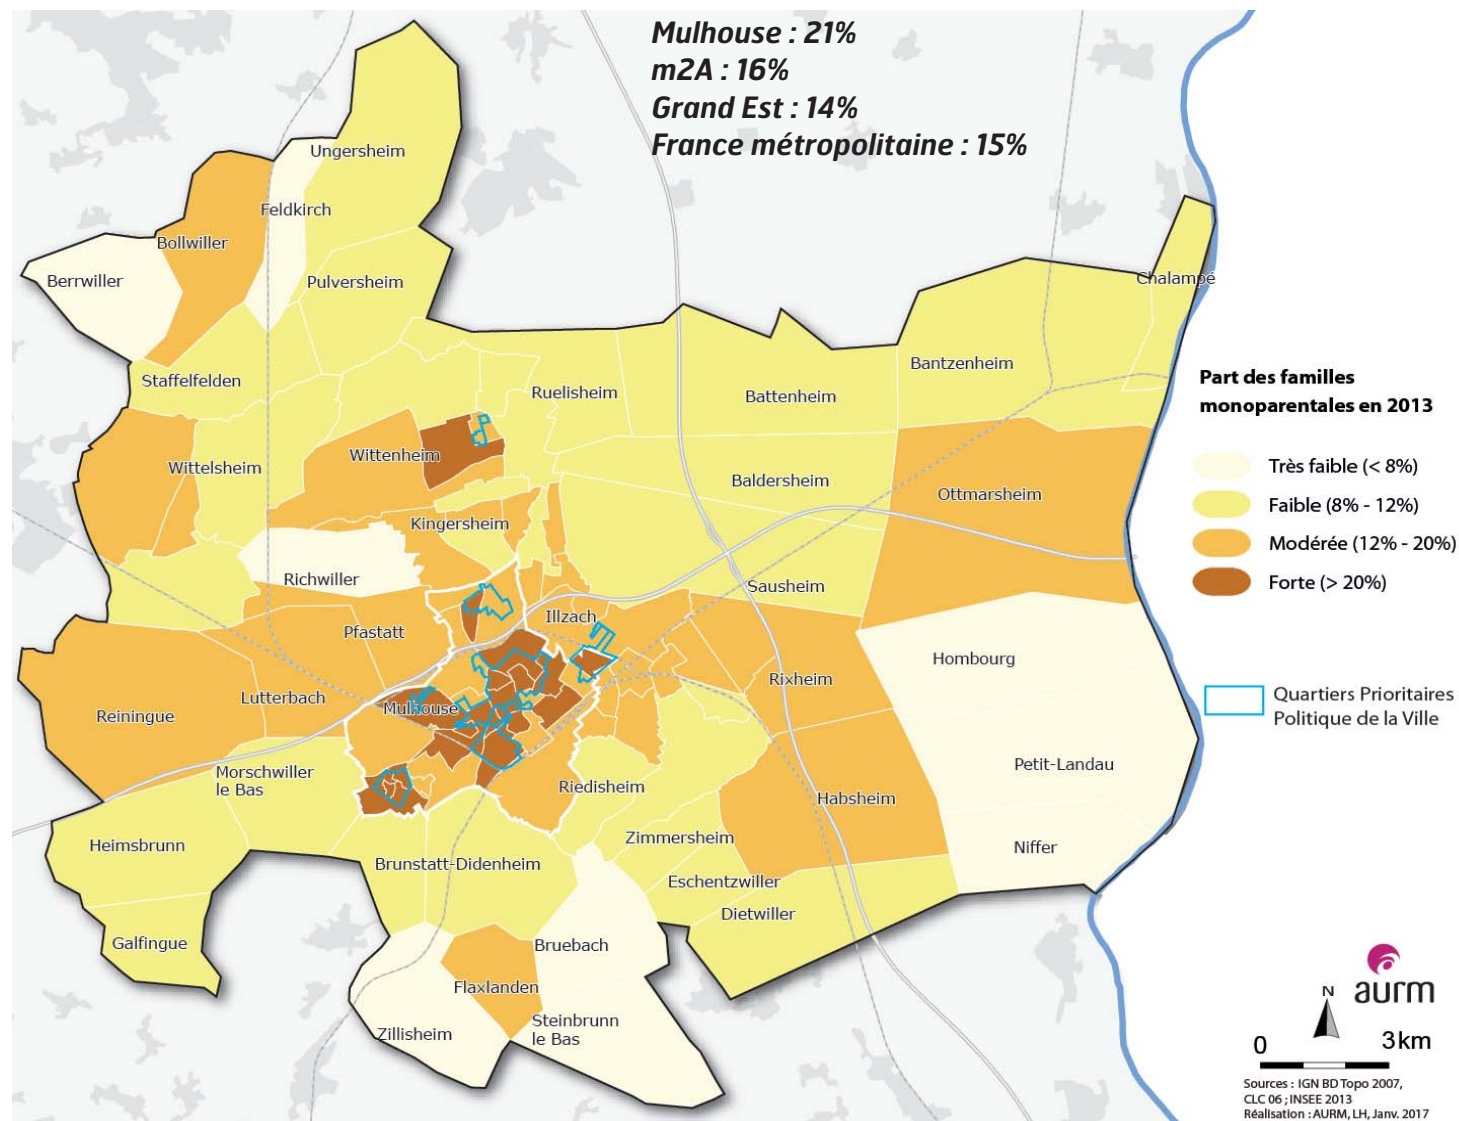 Mulhouse : 21%
m2A : 16%
Grand Est : 14%
France métropolitaine : 15%
Ungersheim
Feldkirch
Bollwiller
Berrwiller
Pulversheim
Chalampé
Staffelfelden
Ruelisheim
Battenheim
Bantzenheim
Wittelsheim
Wittenheim
Baldersheim
Ottmarsheim
Kingersheim
Richwiller
Sausheim
Illzach
Pfastatt
Hombourg
Rixheim
Lutterbach
Reiningue
Mulhouse
Morschwiller
le Bas
Riedisheim
Petit-Landau
Habsheim
Heimsbrunn
Zimmersheim
Niffer
Brunstatt-Didenheim
Eschentzwiller
Dietwiller
Galfingue
Bruebach
Flaxlanden
Steinbrunn
le Bas
Zillisheim
Part des familles
monoparentales en 2013
Très faible (< 8%)
Faible (8% - 12%)
Modérée (12% - 20%)
Forte (> 20%)
Quartiers Prioritaires
Politique de la Ville
aurm
N
0 3 km
Sources : IGN BD Topo 2007,
CLC 06 ; INSEE 2013
Réalisation : AURM, LH, Janv. 2017